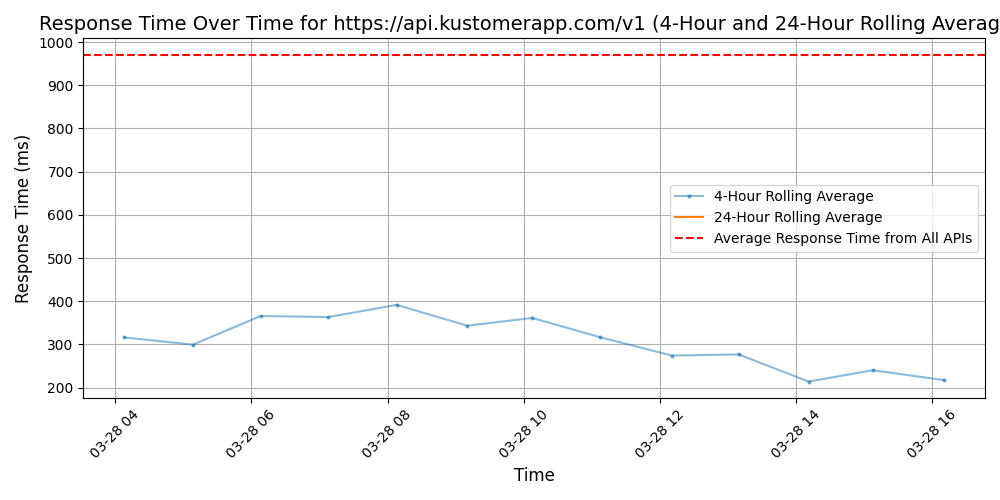 Response Time Over Time for https://api.kustomerapp.com/v1 (4-Hour and 24-Hour Rolling Averag
1000
900
800
700
600
500
400
300
200
Response Time (ms)
4-Hour Rolling Average
24-Hour Rolling Average
Average Response Time from All APIs
03-28 04
03-28 06
03-28 08
03-28 10
03-28 12
03-28 14
03-28 16
Time